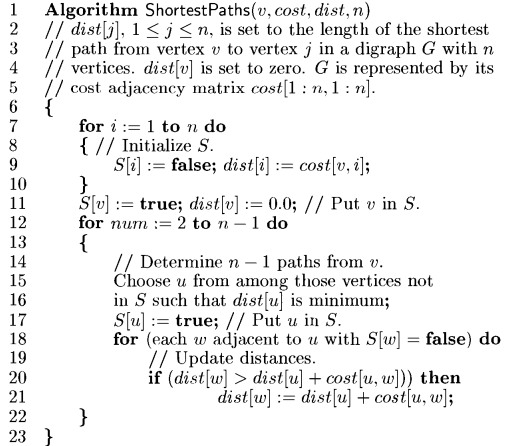 1 Algorithm ShortestPaths(v, cost, dist, n)
2 // dist[j], 1 ≤ j ≤ n, is set to the length of the shortest
3 // path from vertex v to vertex j in a digraph G with n
4 // vertices. dist[v] is set to zero. G is represented by its
5 // cost adjacency matrix cost[1 : n, 1 : n].
6 {
7 for i := 1 to n do
8 { // Initialize S.
9 S[i] := false; dist[i] := cost[v, i];
10 }
11 S[v] := true; dist[v] := 0.0; // Put v in S.
12 for num := 2 to n − 1 do
13 {
14 // Determine n − 1 paths from v.
15 Choose u from among those vertices not
16 in S such that dist[u] is minimum;
17 S[u] := true; // Put u in S.
18 for (each w adjacent to u with S[w] = false) do
19 // Update distances.
20 if (dist[w] > dist[u] + cost[u, w])) then
21 dist[w] := dist[u] + cost[u, w];
22 }
23 }